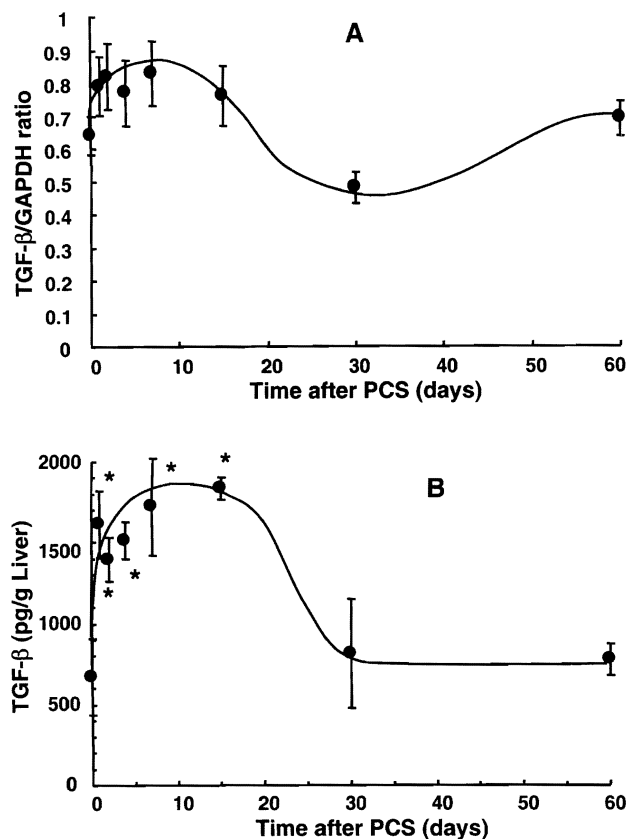 A
TGF-β/GAPDH ratio
1
0.9
0.8
0.7
0.6
0.5
0.4
0.3
0.2
0.1
0
0 10 20 30 40 50 60
Time after PCS (days)
B
TGF-β (pg/g Liver)
2000
1500
1000
500
0
* *
*
*
*
0 10 20 30 40 50 60
Time after PCS (days)